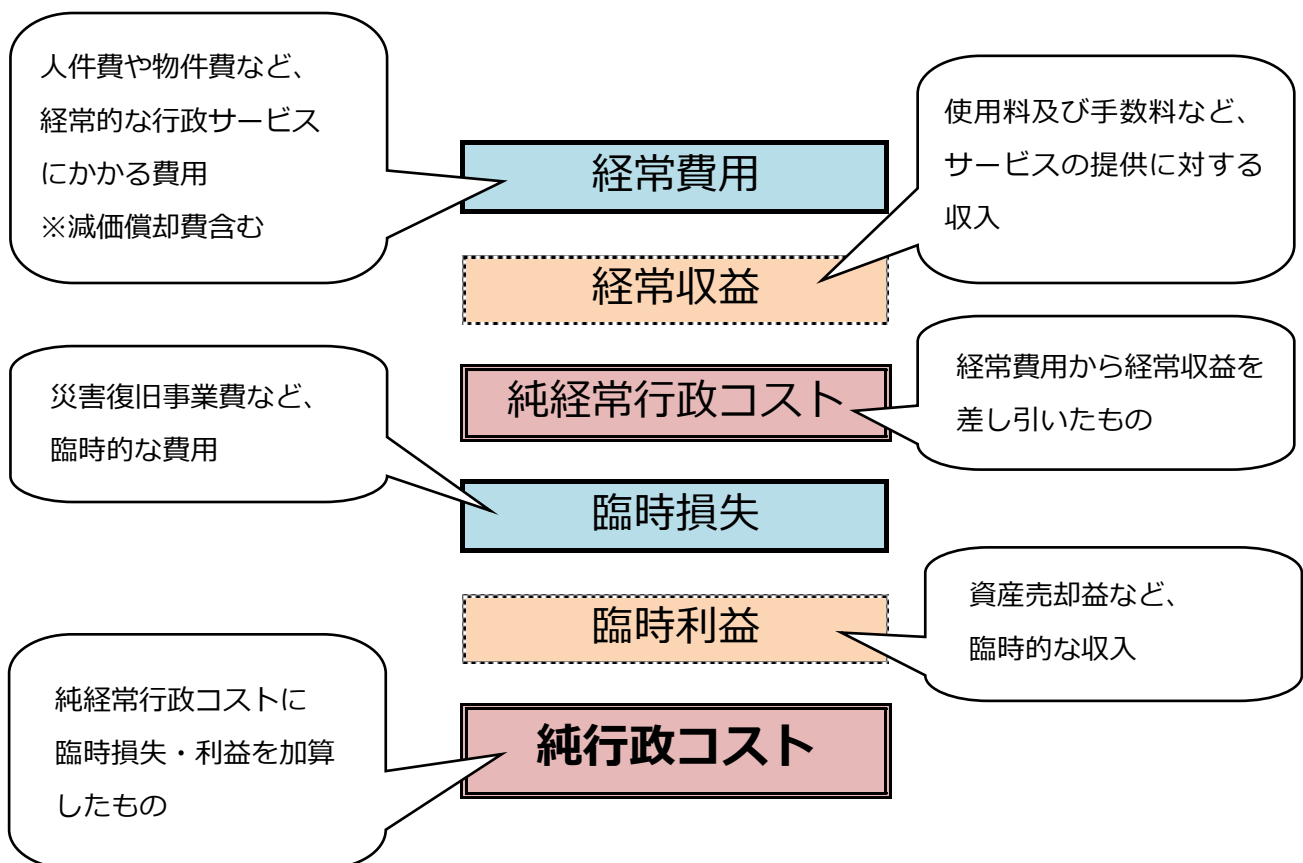 人件費や物件費など、
経常的な行政サービス
にかかる費用
※減価償却費含む
経常費用
使用料及び手数料など、
サービスの提供に対する
収入
経常収益
純経常行政コスト
経常費用から経常収益を
差し引いたもの
災害復旧事業費など、
臨時的な費用
臨時損失
臨時利益
資産売却益など、
臨時的な収入
純経常行政コストに
臨時損失・利益を加算
したもの
純行政コスト